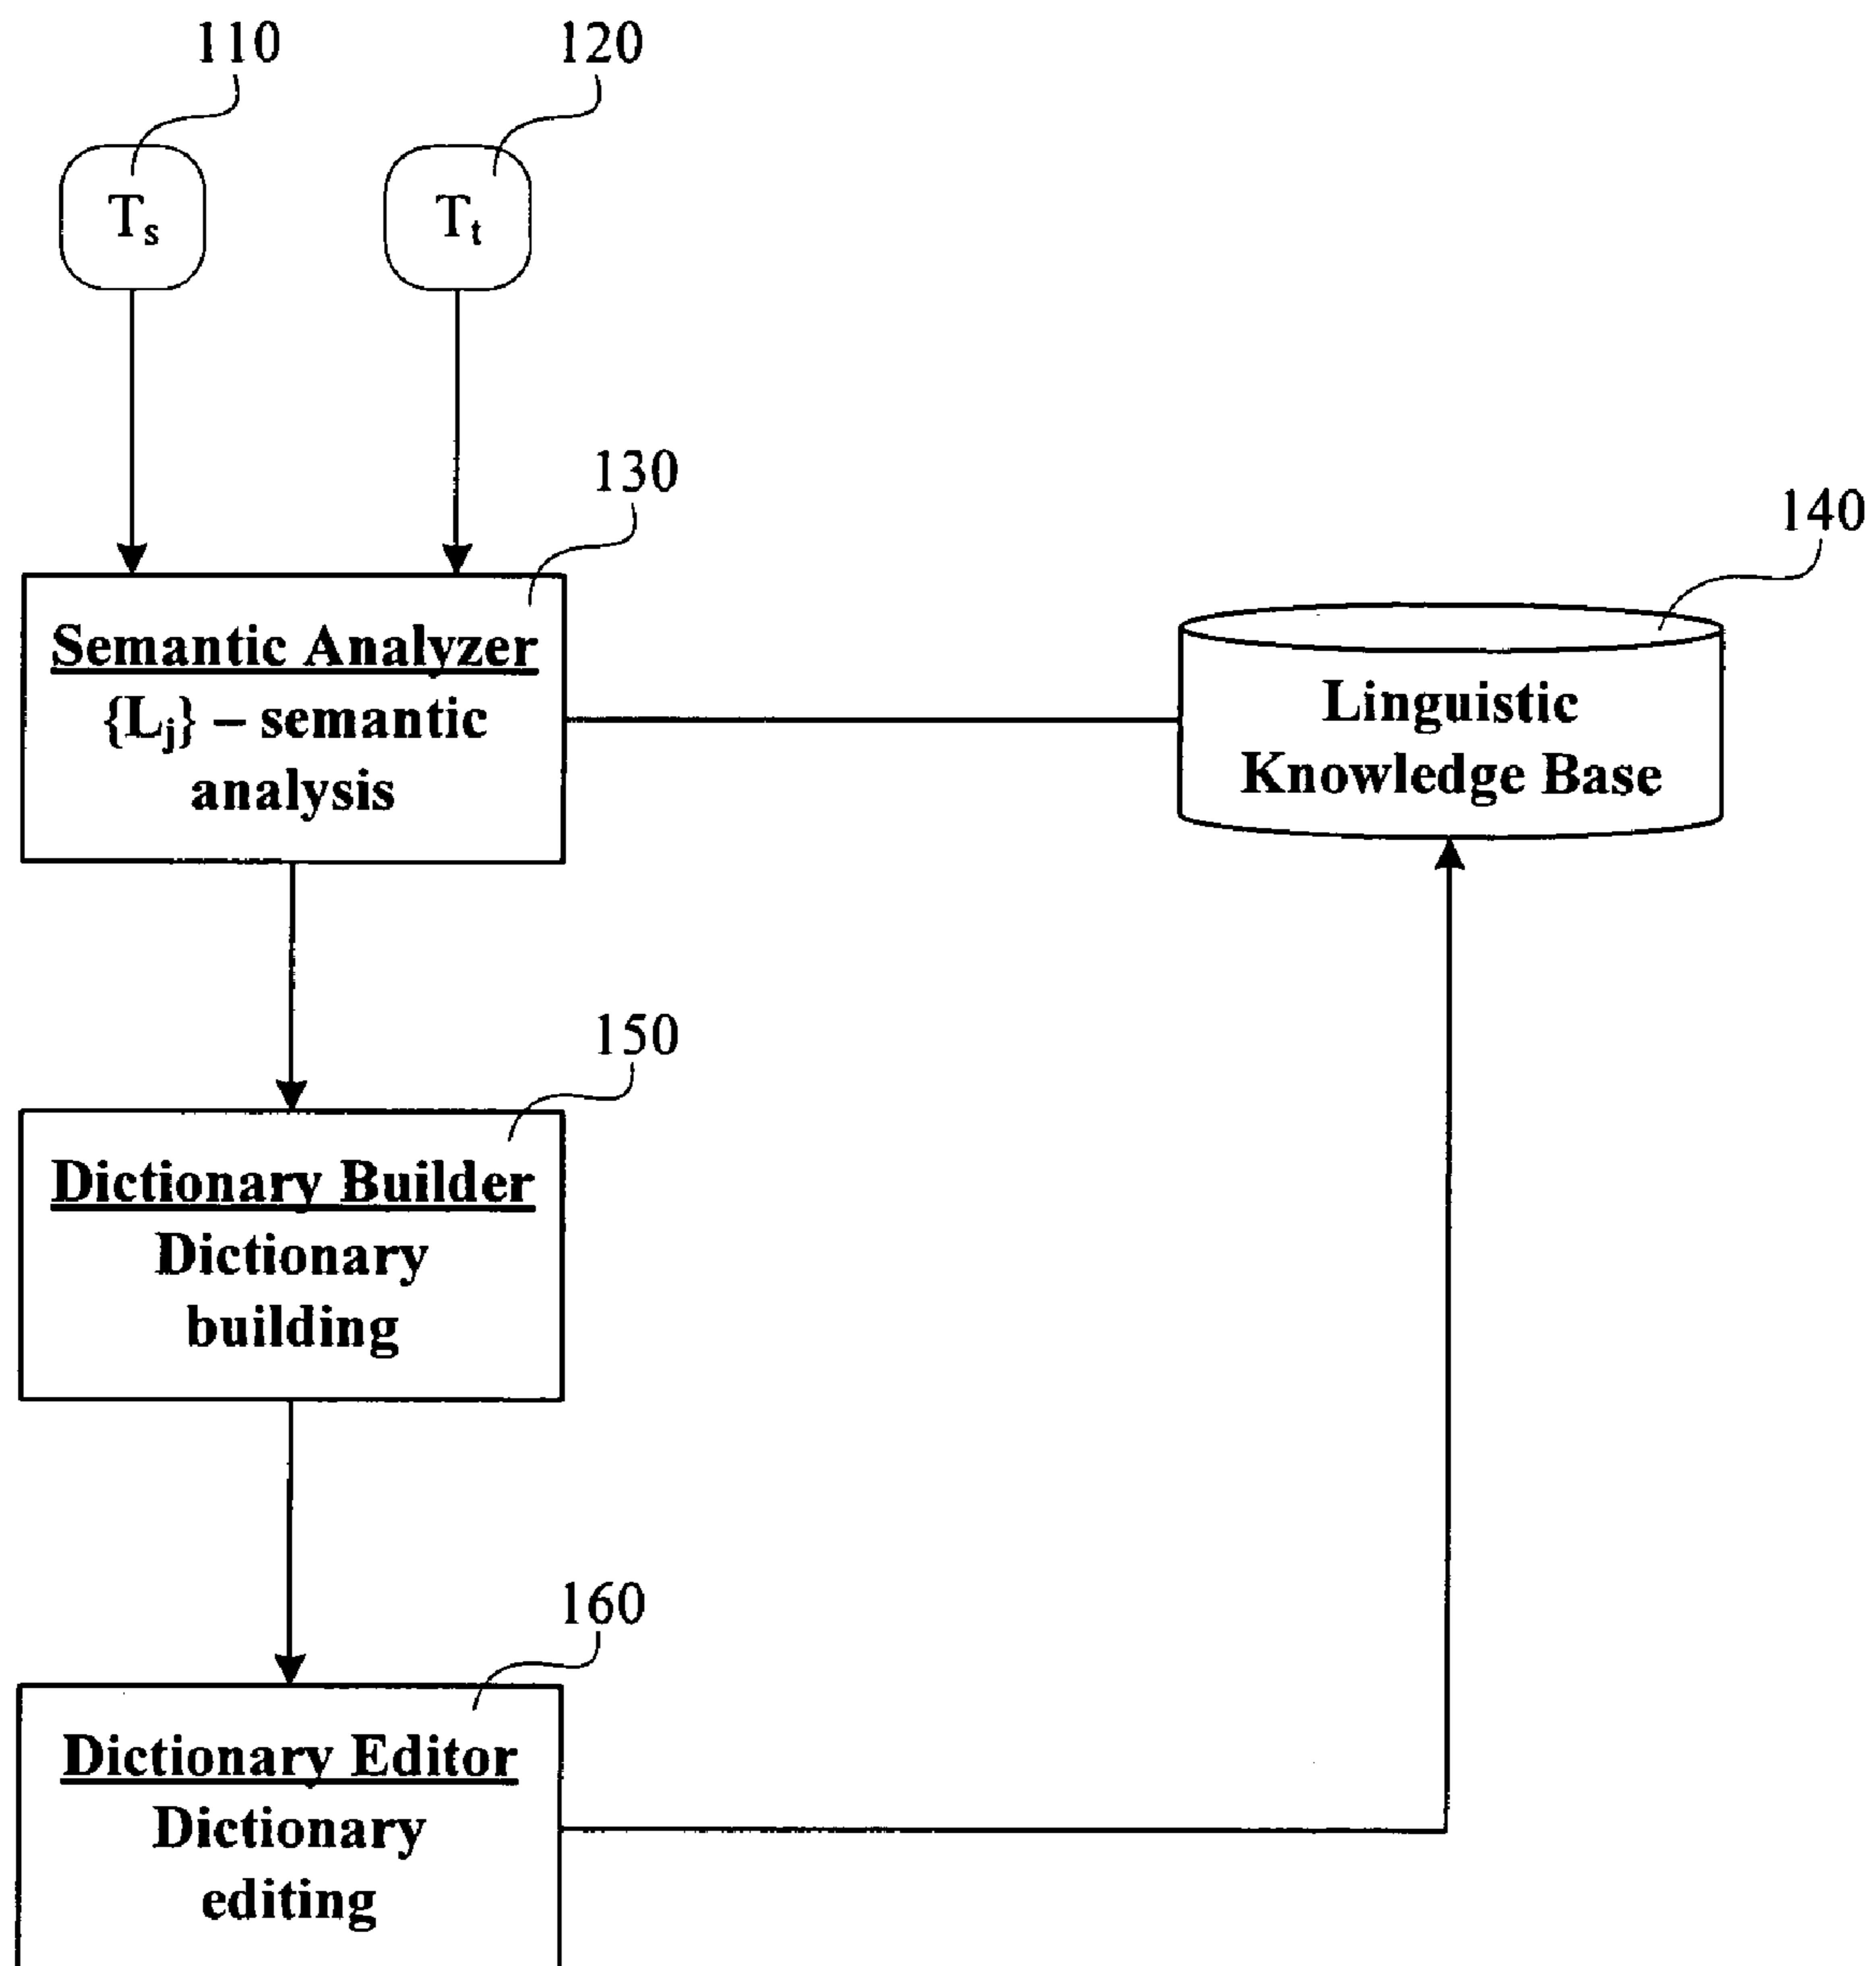 110
120
Ts
Tt
130
140
Semantic Analyzer
{Lj} – semantic
analysis
Linguistic
Knowledge Base
150
Dictionary Builder
Dictionary
building
160
Dictionary Editor
Dictionary
editing